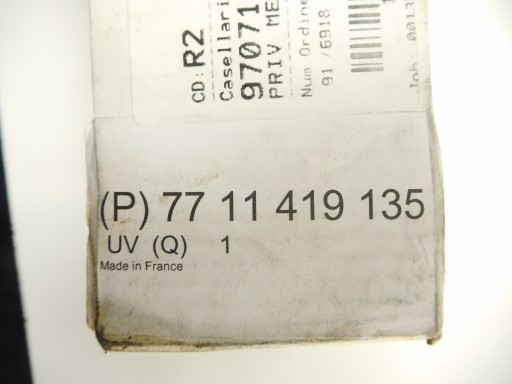 CD: R2
Casellari
97071
PRIV ME
Num Ordine
91 /6918
(P) 77 11 419 135
UV (Q) 1
Made in France